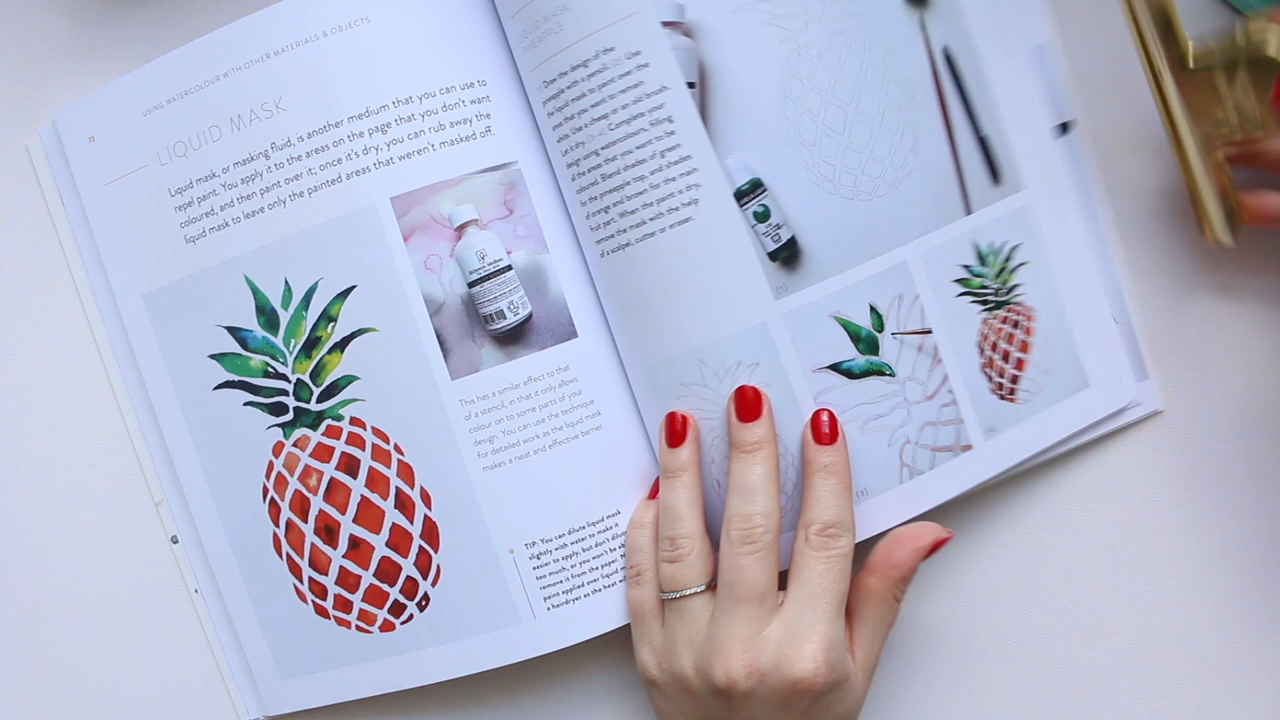 72
USING WATERCOLOUR WITH OTHER MATERIALS & OBJECTS
LIQUID MASK
Liquid mask, or masking fluid, is another medium that you can use to
repel paint. You apply it to the areas on the page that you don't want
coloured, and then paint over it; once it's dry, you can rub away the
liquid mask to leave only the painted areas that weren't masked off.
This has a similar effect to that
of a stencil, in that it only allows
colour on to some parts of your
design. You can use the technique
for detailed work as the liquid mask
makes a neat and effective barrier.
TIP: You can dilute liquid mask
slightly with water to make it
easier to apply, but don't dilute
too much, or you won't be
remove it from the paper.
paint applied over liquid
a hairdryer as the heat
LIQUID MASK
PINEAPPLE
Draw the design of the
pineapple with a pencil. Use
the liquid mask to paint over the
areas that you want to remain
white. Use a cheap or an old brush.
Let it dry. Complete your
design using watercolours, filling
all the areas that you want to be
coloured. Blend shades of green
for the pineapple top, and shades
of orange and brown for the main
fruit part. When the paint is dry,
remove the mask with the help
of a scalpel, cutter or eraser.
(1)
(3)